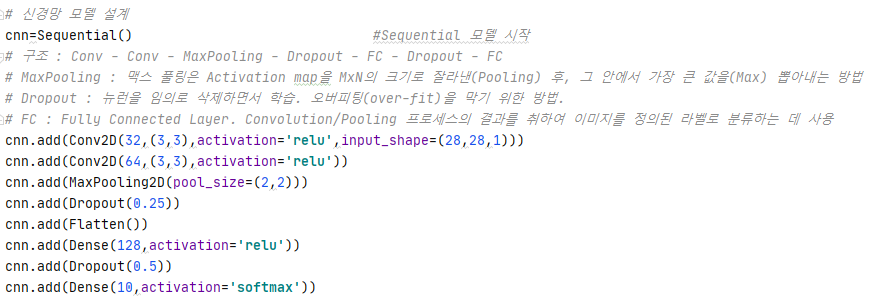 # 신경망 모델 설계
cnn=Sequential() #Sequential 모델 시작
# 구조 : Conv - Conv - MaxPooling - Dropout - FC - Dropout - FC
# MaxPooling : 맥스 풀링은 Activation map을 MxN의 크기로 잘라낸(Pooling) 후, 그 안에서 가장 큰 값을(Max) 뽑아내는 방법
# Dropout : 뉴런을 임의로 삭제하면서 학습. 오버피팅(over-fit)을 막기 위한 방법.
# FC : Fully Connected Layer. Convolution/Pooling 프로세스의 결과를 취하여 이미지를 정의된 라벨로 분류하는 데 사용
cnn.add(Conv2D(32,(3,3),activation='relu',input_shape=(28,28,1)))
cnn.add(Conv2D(64,(3,3),activation='relu'))
cnn.add(MaxPooling2D(pool_size=(2,2)))
cnn.add(Dropout(0.25))
cnn.add(Flatten())
cnn.add(Dense(128,activation='relu'))
cnn.add(Dropout(0.5))
cnn.add(Dense(10,activation='softmax'))